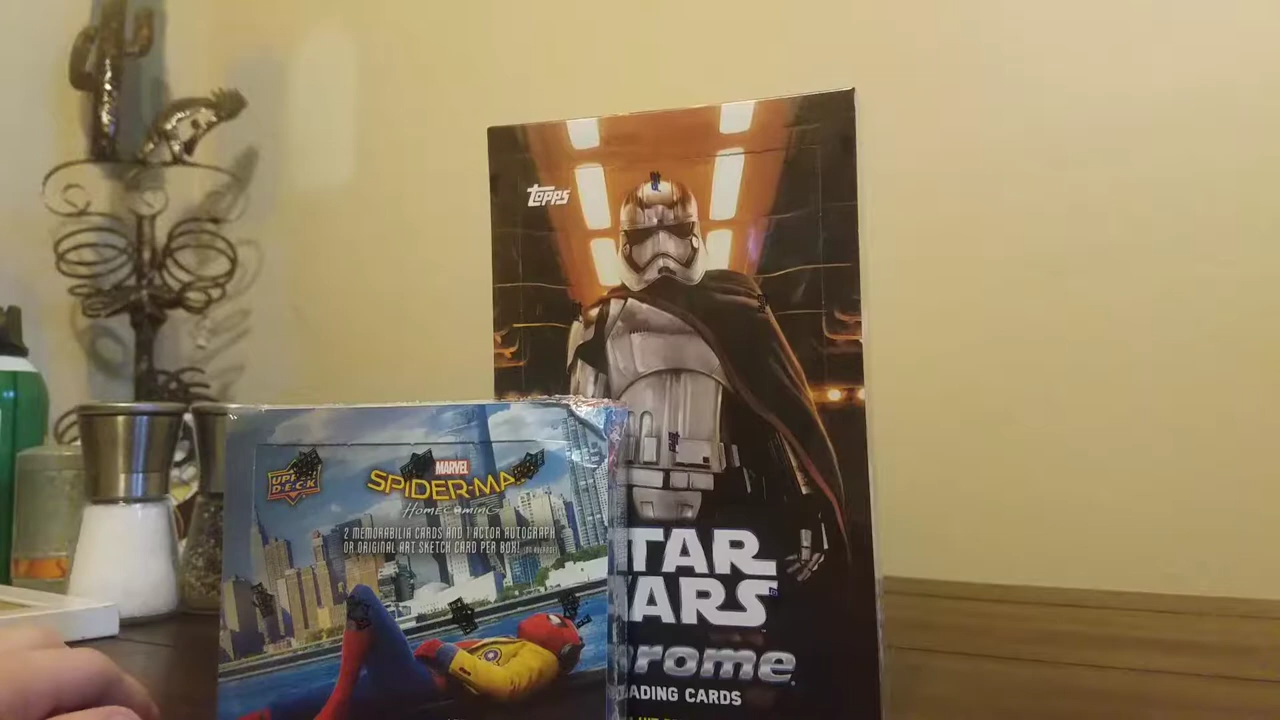 Topps
UPPER
D·E·C·K
MARVEL
SPIDER-MA
HOMECOMING
2 MEMORABILIA CARDS AND 1 ACTOR AUTOGRAPH
OR ORIGINAL ART SKETCH CARD PER BOX!
TAR
ARS
rome
ADING CARDS